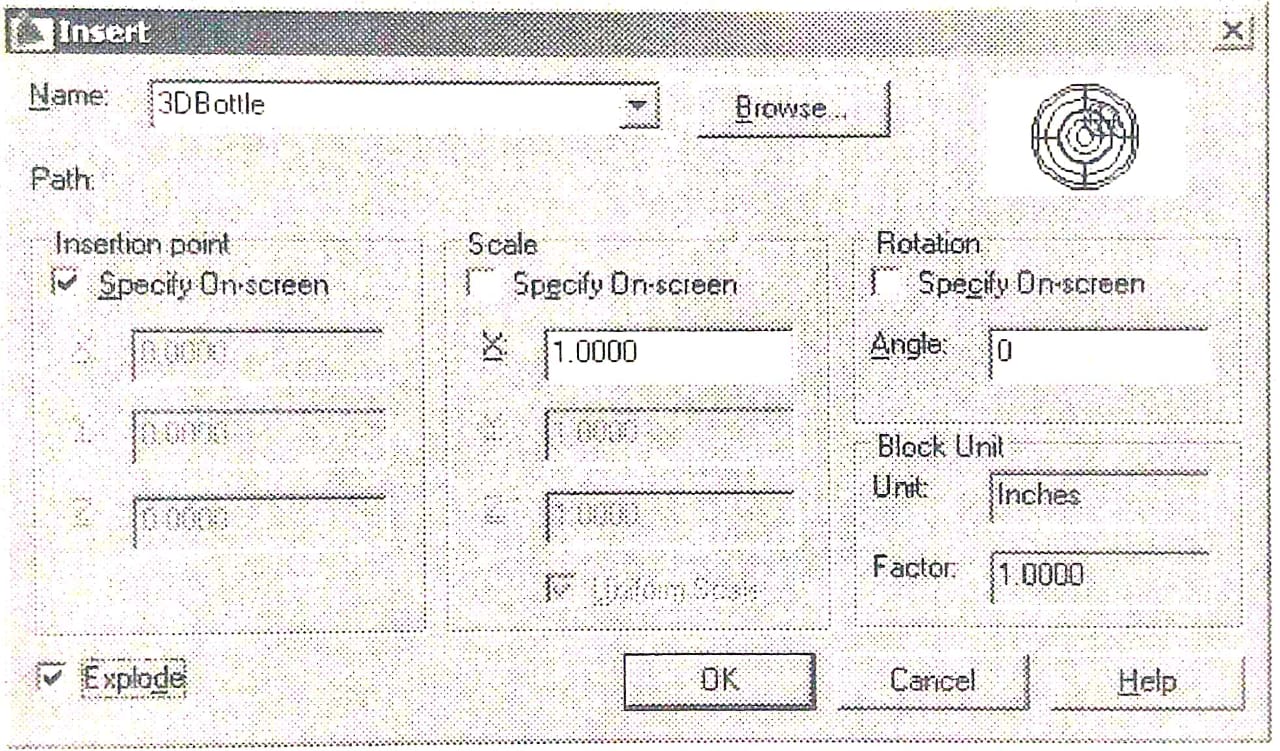 Insert
Name: 3DBottle Browse...
Path:
Insertion point
Specify On-screen
X: 0.0000
Y: 0.0000
Z: 0.0000
Scale
Specify On-screen
X: 1.0000
Y: 1.0000
Z: 1.0000
Uniform Scale
Rotation
Specify On-screen
Angle: 0
Block Unit
Unit: Inches
Factor: 1.0000
Explode
OK Cancel Help